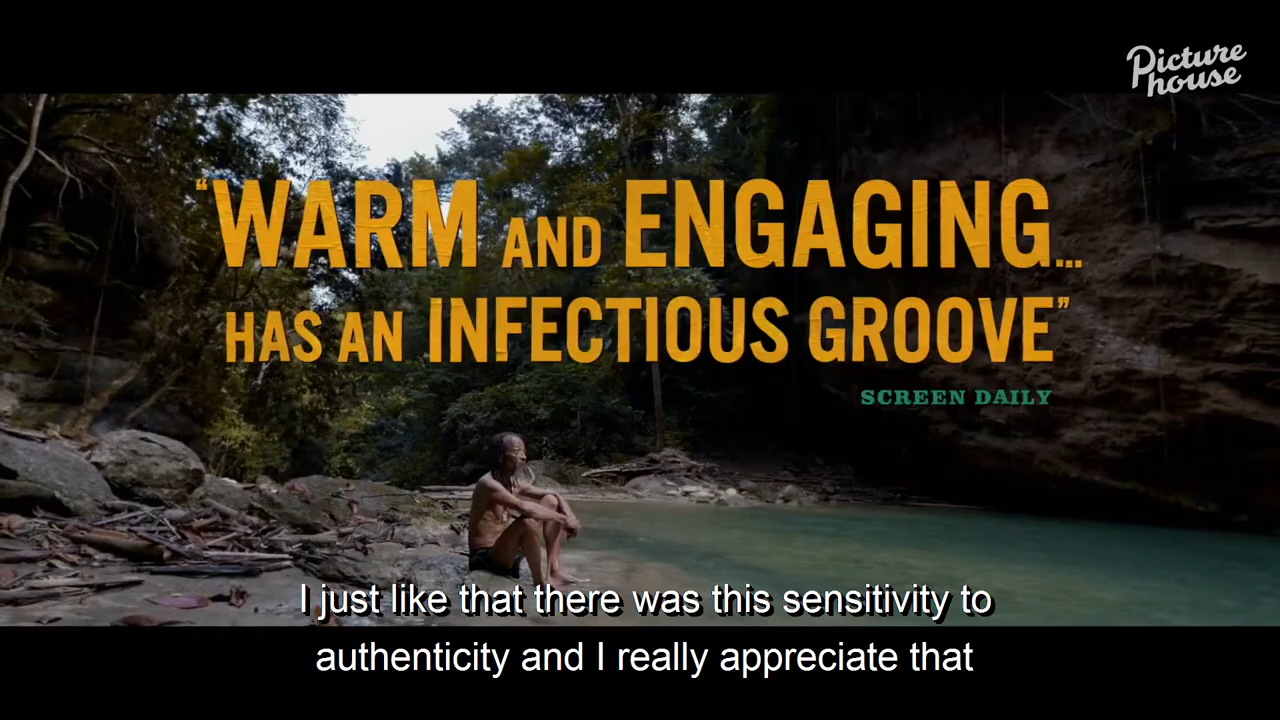 Picture
house
“WARM AND ENGAGING...
HAS AN INFECTIOUS GROOVE”
SCREEN DAILY
I just like that there was this sensitivity to
authenticity and I really appreciate that